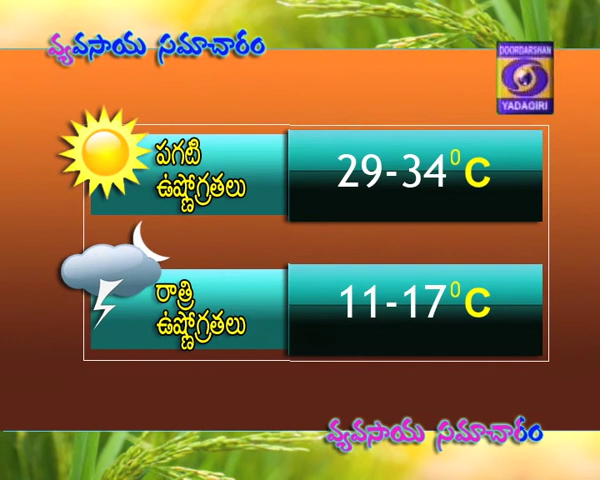 వ్యవసాయ సమాచారం
DOORDARSHAN
YADAGIRI
పగటి
ఉష్ణోగ్రతలు
29-34⁰C
రాత్రి
ఉష్ణోగ్రతలు
11-17⁰C
వ్యవసాయ సమాచారం